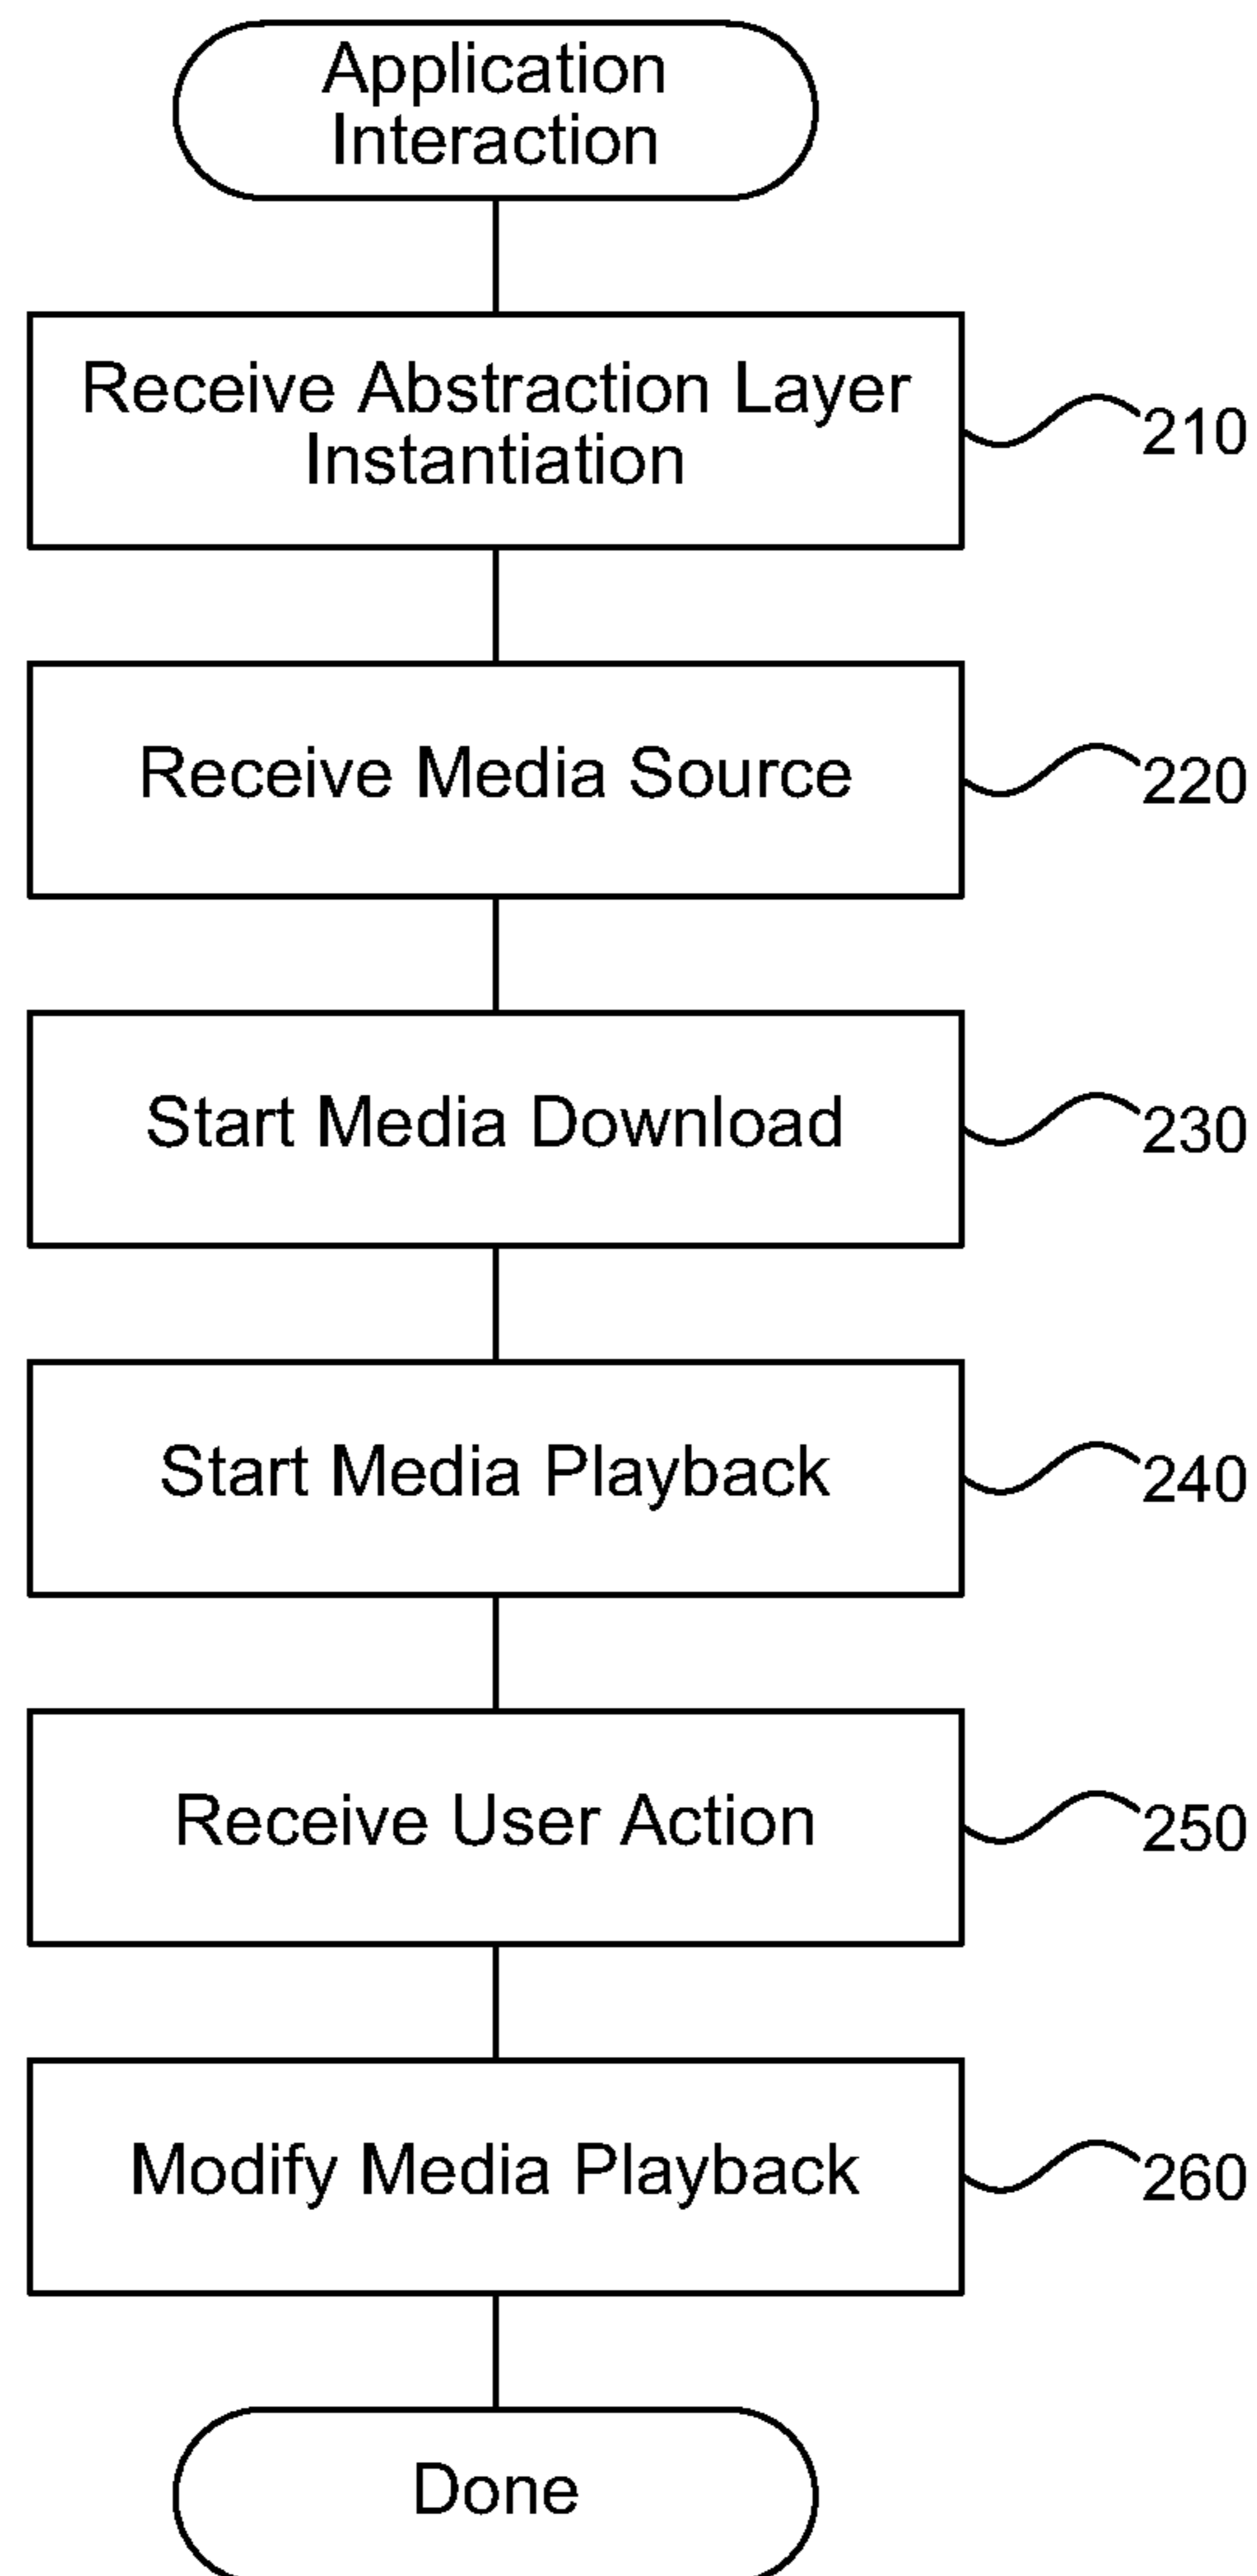 Application
Interaction
Receive Abstraction Layer
Instantiation
210
Receive Media Source
220
Start Media Download
230
Start Media Playback
240
Receive User Action
250
Modify Media Playback
260
Done